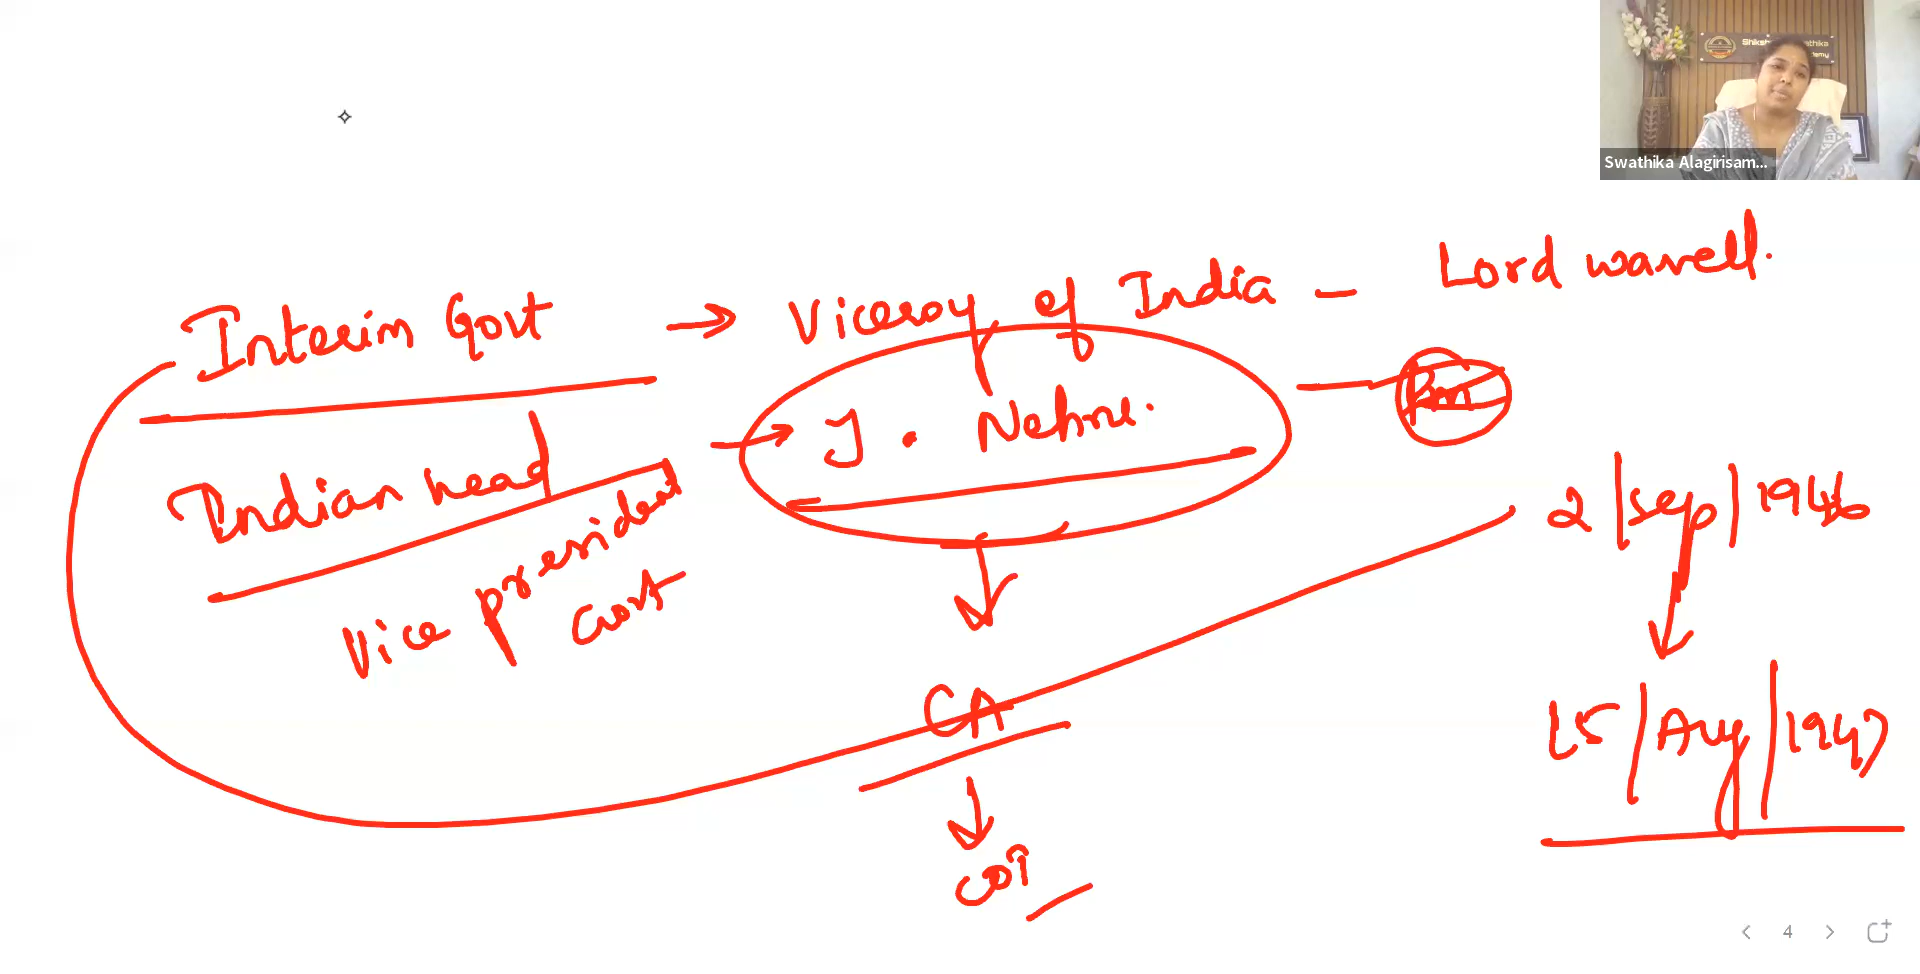 Swathika Alagirisam...
Interim Govt → Viceroy of India – Lord wavell.
Indian head → J. Nehru. – Pm
Vice president
Govt
2/Sep/1946
15/Aug/1947
CA
COI
4